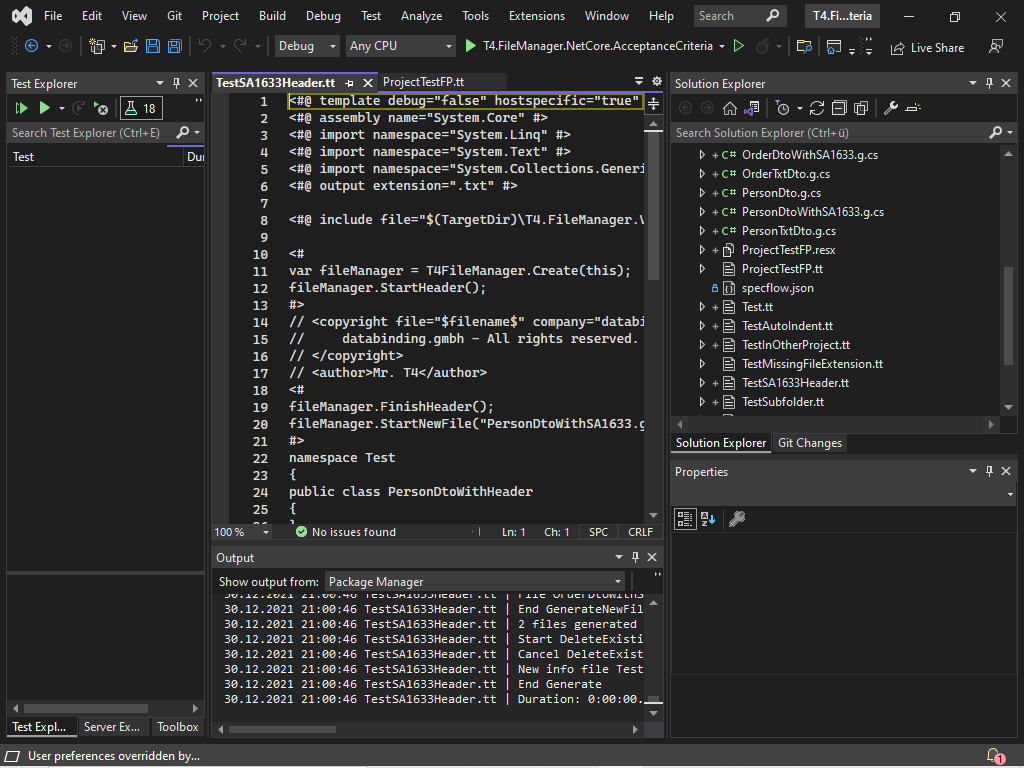 File Edit View Git Project Build Debug Test Analyze Tools Extensions Window Help Search T4.Fi...teria
Debug Any CPU T4.FileManager.NetCore.AcceptanceCriteria Live Share
Test Explorer
18
Search Test Explorer (Ctrl+E)
Test Dur
TestSA1633Header.tt ProjectTestFP.tt
1 <#@ template debug="false" hostspecific="true"
2 <#@ assembly name="System.Core" #>
3 <#@ import namespace="System.Linq" #>
4 <#@ import namespace="System.Text" #>
5 <#@ import namespace="System.Collections.Generi
6 <#@ output extension=".txt" #>
7
8 <#@ include file="$(TargetDir)\T4.FileManager.V
9
10 <#
11 var fileManager = T4FileManager.Create(this);
12 fileManager.StartHeader();
13 #>
14 // <copyright file="$filename$" company="databi
15 //     databinding.gmbh - All rights reserved.
16 // </copyright>
17 // <author>Mr. T4</author>
18 <#
19 fileManager.FinishHeader();
20 fileManager.StartNewFile("PersonDtoWithSA1633.g
21 #>
22 namespace Test
23 {
24 public class PersonDtoWithHeader
25 {
100 % No issues found Ln: 1 Ch: 1 SPC CRLF
Output
Show output from: Package Manager
30.12.2021 21:00:46 TestSA1633Header.tt | File OrderDtoWithS
30.12.2021 21:00:46 TestSA1633Header.tt | End GenerateNewFil
30.12.2021 21:00:46 TestSA1633Header.tt | 2 files generated
30.12.2021 21:00:46 TestSA1633Header.tt | Start DeleteExisti
30.12.2021 21:00:46 TestSA1633Header.tt | Cancel DeleteExist
30.12.2021 21:00:46 TestSA1633Header.tt | New info file Test
30.12.2021 21:00:46 TestSA1633Header.tt | End Generate
30.12.2021 21:00:46 TestSA1633Header.tt | Duration: 0:00:00.
Solution Explorer
Search Solution Explorer (Ctrl+ü)
C# OrderDtoWithSA1633.g.cs
C# OrderTxtDto.g.cs
C# PersonDto.g.cs
C# PersonDtoWithSA1633.g.cs
C# PersonTxtDto.g.cs
ProjectTestFP.resx
ProjectTestFP.tt
specflow.json
Test.tt
TestAutoIndent.tt
TestInOtherProject.tt
TestMissingFileExtension.tt
TestSA1633Header.tt
TestSubfolder.tt
Solution Explorer Git Changes
Properties
Test Expl... Server Ex... Toolbox
User preferences overridden by... 1